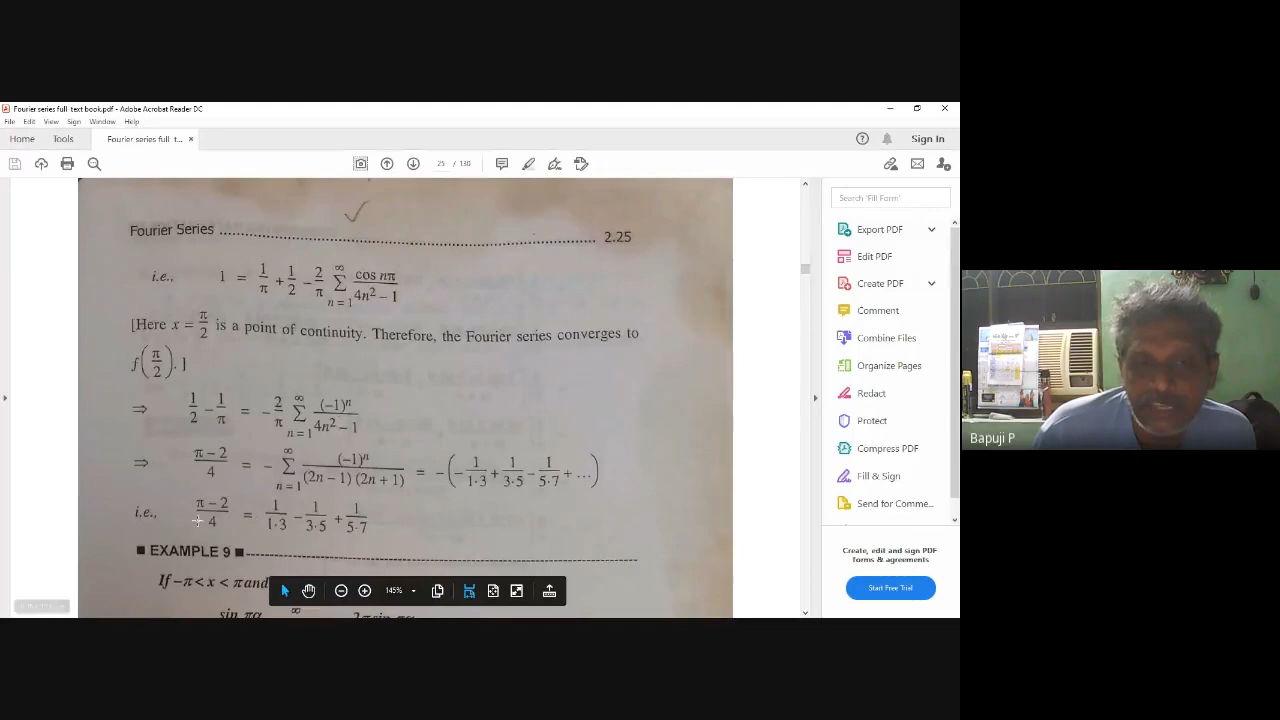 Fourier series full text book.pdf - Adobe Acrobat Reader DC
File Edit View Sign Window Help
Home Tools Fourier series full t... × Sign In
25 / 130
Fourier Series 2.25
i.e., 1 = 1/π + 1/2 − 2/π ∑ n = 1 ∞ cos nπ / 4n² − 1
[Here x = π/2 is a point of continuity. Therefore, the Fourier series converges to
f(π/2). ]
⇒ 1/2 − 1/π = − 2/π ∑ n = 1 ∞ (−1)ⁿ / 4n² − 1
⇒ π − 2 / 4 = − ∑ n = 1 ∞ (−1)ⁿ / (2n − 1) (2n + 1) = − (− 1/1·3 + 1/3·5 − 1/5·7 + ...)
i.e., π − 2 / 4 = 1/1·3 − 1/3·5 + 1/5·7
■ EXAMPLE 9 ■
If −π < x < π and
145%
Search 'Fill Form'
Export PDF
Edit PDF
Create PDF
Comment
Combine Files
Organize Pages
Redact
Protect
Compress PDF
Fill & Sign
Send for Comme...
Create, edit and sign PDF
forms & agreements
Start Free Trial
Bapuji P